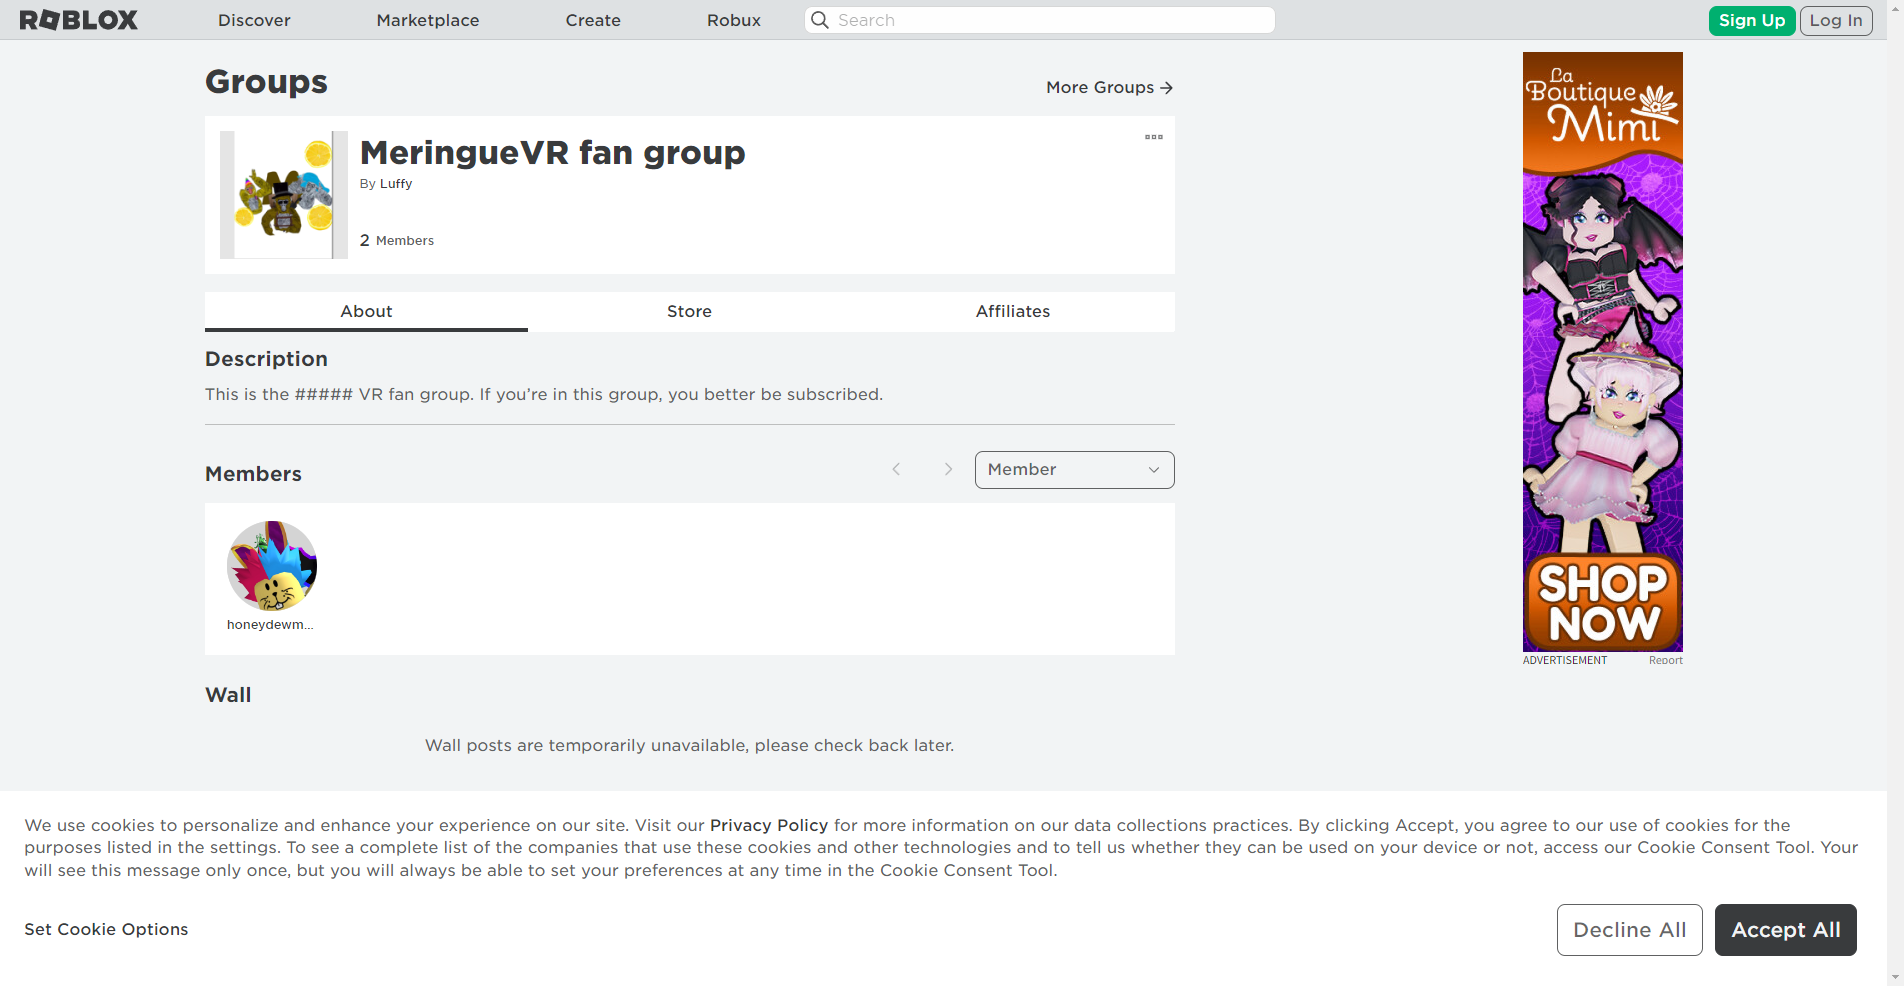 ROBLOX
Discover
Marketplace
Create
Robux
Search
Sign Up
Log In
Groups
More Groups
MeringueVR fan group
By Luffy
2 Members
About
Store
Affiliates
Description
This is the ##### VR fan group. If you’re in this group, you better be subscribed.
Members
Member
honeydewm...
Wall
Wall posts are temporarily unavailable, please check back later.
La
Boutique
Mimi
SHOP
NOW
ADVERTISEMENT
Report
We use cookies to personalize and enhance your experience on our site. Visit our Privacy Policy for more information on our data collections practices. By clicking Accept, you agree to our use of cookies for the
purposes listed in the settings. To see a complete list of the companies that use these cookies and other technologies and to tell us whether they can be used on your device or not, access our Cookie Consent Tool. Your
will see this message only once, but you will always be able to set your preferences at any time in the Cookie Consent Tool.
Set Cookie Options
Decline All
Accept All